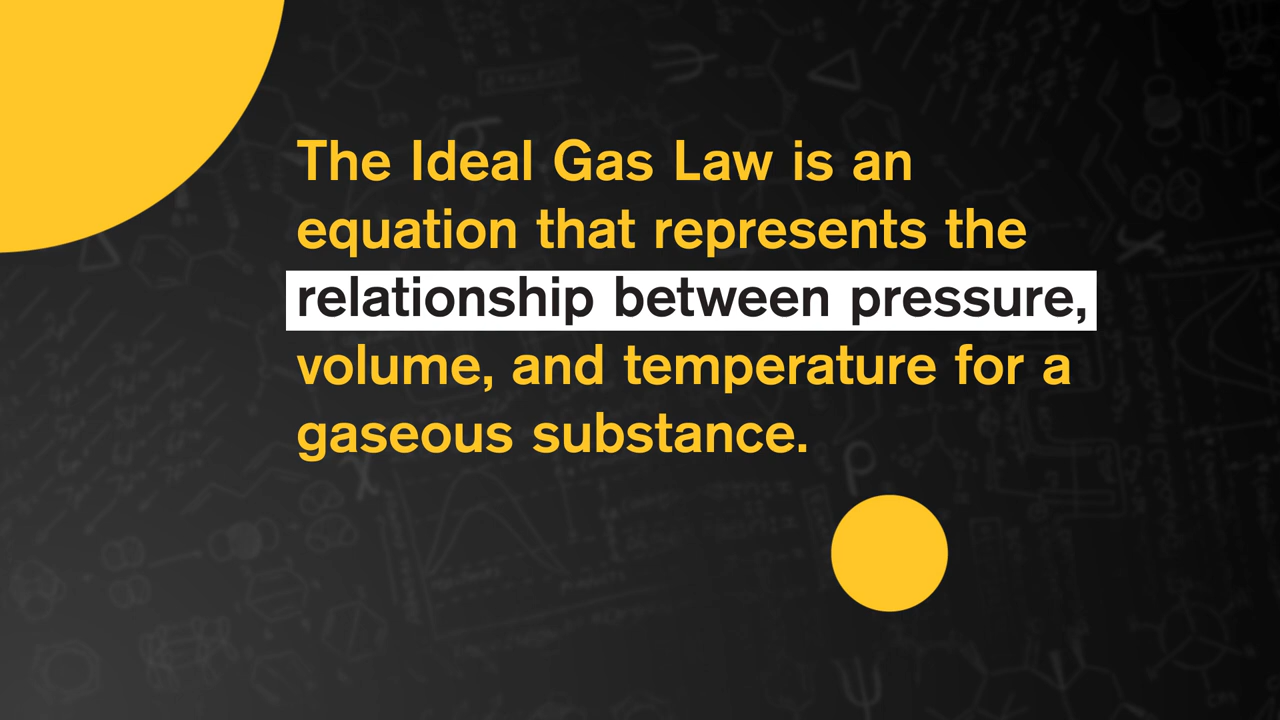 The Ideal Gas Law is an
equation that represents the
relationship between pressure,
volume, and temperature for a
gaseous substance.